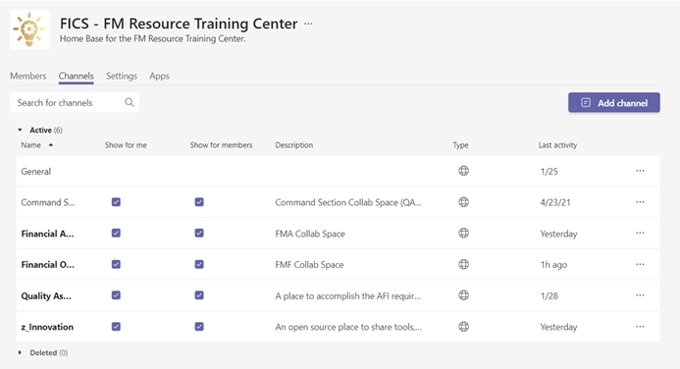 FICS - FM Resource Training Center ...
Home Base for the FM Resource Training Center.
Members Channels Settings Apps
Search for channels
Add channel
Active (6)
Name Show for me Show for members Description Type Last activity
General 1/25 ...
Command S... Command Section Collab Space (QA... 4/23/21 ...
Financial A... FMA Collab Space Yesterday ...
Financial O... FMF Collab Space 1h ago ...
Quality As... A place to accomplish the AFI requir... 1/28 ...
z_Innovation An open source place to share tools,... Yesterday ...
Deleted (0)